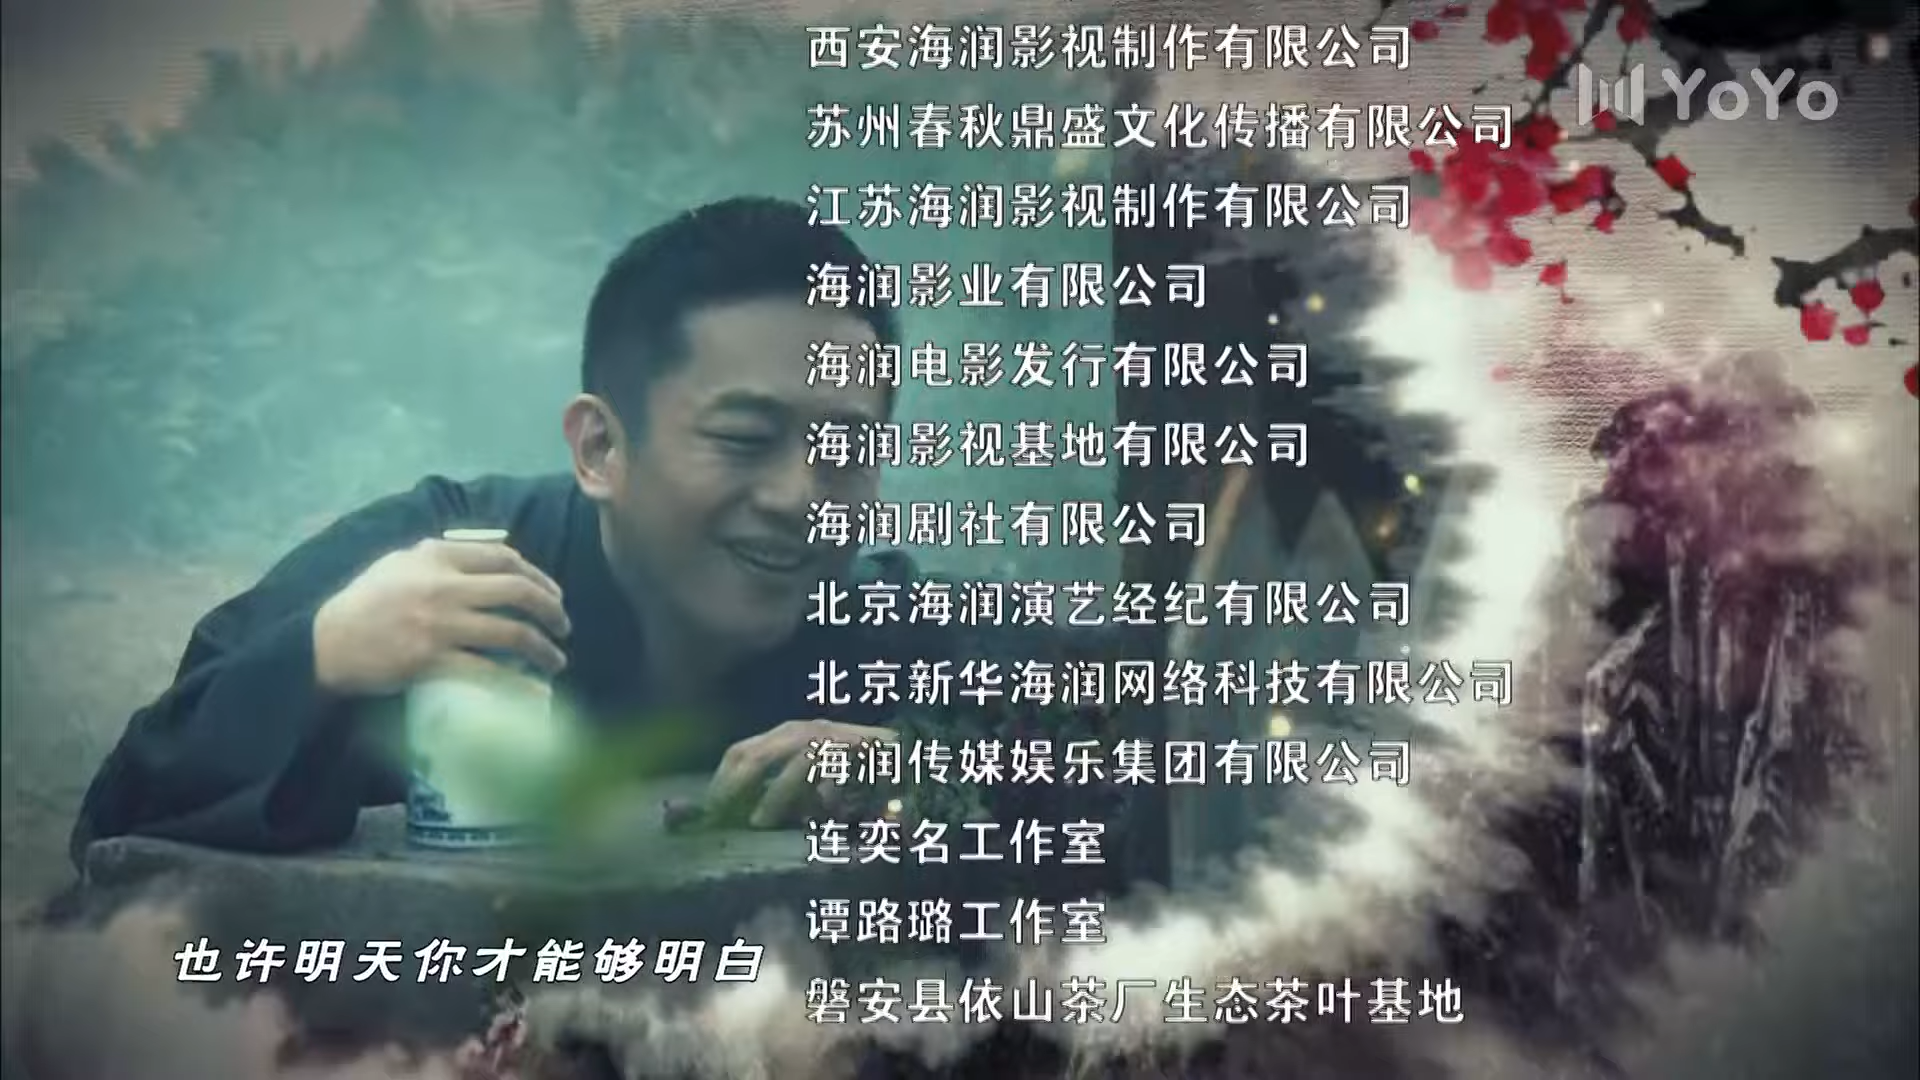 西安海润影视制作有限公司
YoYo
苏州春秋鼎盛文化传播有限公司
江苏海润影视制作有限公司
海润影业有限公司
海润电影发行有限公司
海润影视基地有限公司
海润剧社有限公司
北京海润演艺经纪有限公司
北京新华海润网络科技有限公司
海润传媒娱乐集团有限公司
连奕名工作室
谭路璐工作室
也许明天你才能够明白
磐安县依山茶厂生态茶叶基地